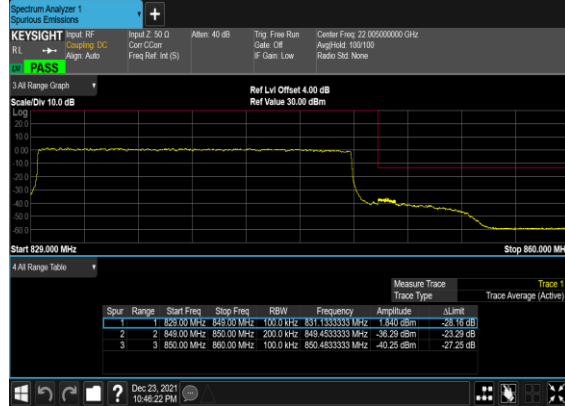 Spectrum Analyzer 1
Spurious Emissions
+
KEYSIGHT Input: RF Input Z: 50 Ω Atten: 40 dB Trig: Free Run Center Freq: 22.005000000 GHz
RL Coupling: DC Corr CCorr Gate: Off Avg|Hold: 100/100
Align: Auto Freq Ref: Int (S) IF Gain: Low Radio Std: None
PASS
3 All Range Graph
Ref Lvl Offset 4.00 dB
Scale/Div 10.0 dB Ref Value 30.00 dBm
Log
20.0
10.0
0.00
-10.0
-20.0
-30.0
-40.0
-50.0
-60.0
Start 829.000 MHz Stop 860.000 MH
4 All Range Table
Measure Trace Trace 1
Trace Type Trace Average (Active)
Spur Range Start Freq Stop Freq RBW Frequency Amplitude ΔLimit
1 1 829.00 MHz 849.00 MHz 100.0 kHz 831.1333333 MHz 1.840 dBm -28.16 dB
2 2 849.00 MHz 850.00 MHz 200.0 kHz 849.4533333 MHz -36.29 dBm -23.29 dB
3 3 850.00 MHz 860.00 MHz 100.0 kHz 850.4833333 MHz -40.25 dBm -27.25 dB
? Dec 23, 2021
10:46:22 PM